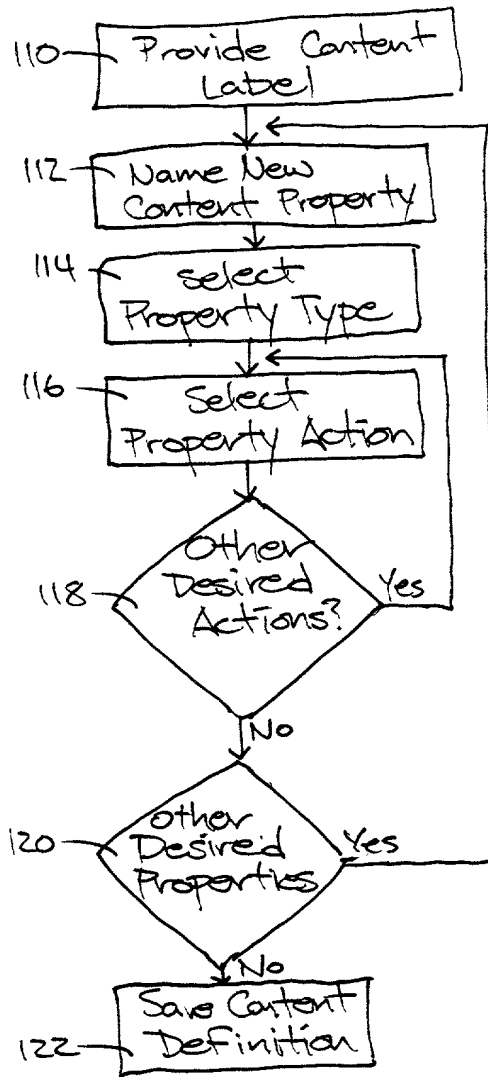 110 Provide Content
Label
112 Name New
Content Property
114 Select
Property Type
116 Select
Property Action
Other
118 Desired Yes
Actions?
No
Other
120 Desired Yes
Properties
No
Save Content
122 Definition